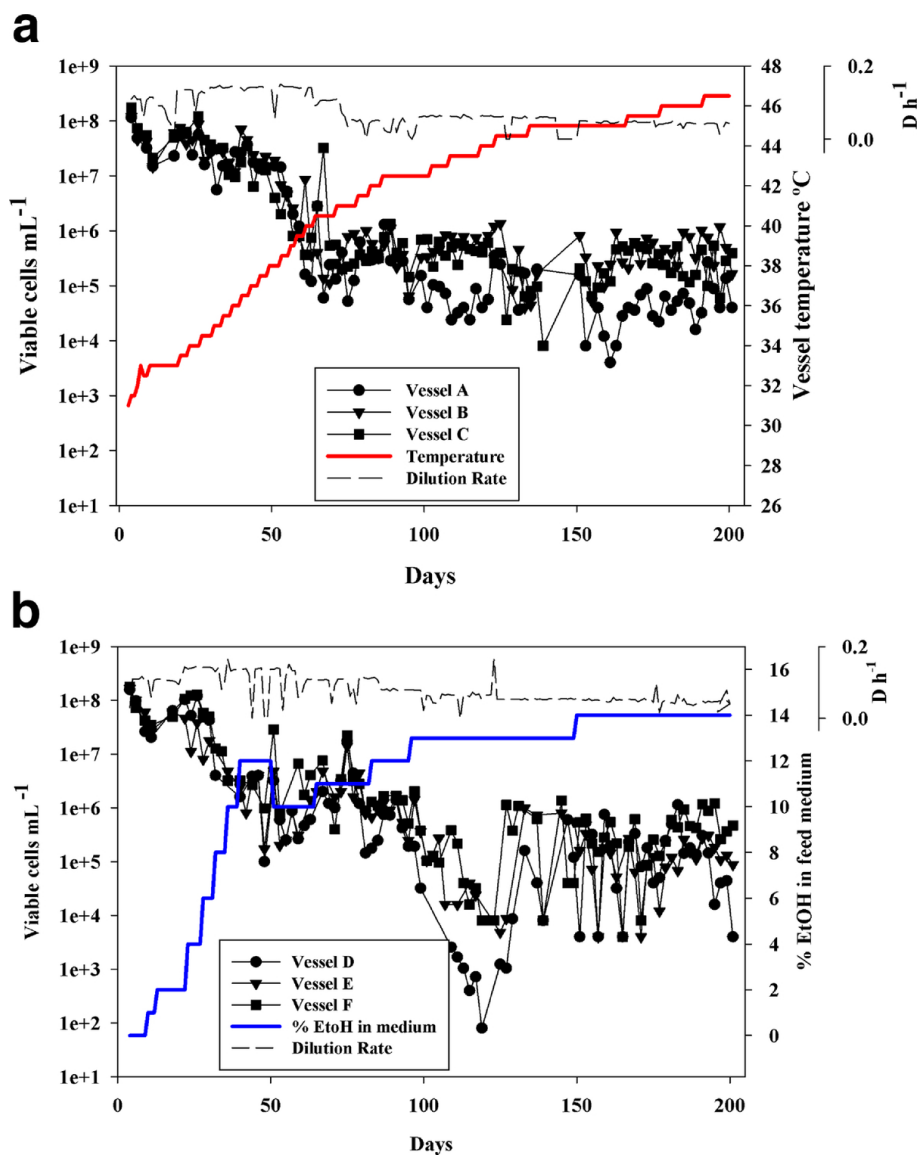 a
1e+9
1e+8
1e+7
1e+6
1e+5
1e+4
1e+3
1e+2
1e+1
Viable cells mL-1
48
46
44
42
40
38
36
34
32
30
28
26
Vessel temperature ºC
0.2
0.0
D h-1
Vessel A
Vessel B
Vessel C
Temperature
Dilution Rate
0 50 100 150 200
Days
b
1e+9
1e+8
1e+7
1e+6
1e+5
1e+4
1e+3
1e+2
1e+1
Viable cells mL -1
16
14
12
10
8
6
4
2
0
% EtOH in feed medium
0.2
0.0
D h-1
Vessel D
Vessel E
Vessel F
% EtoH in medium
Dilution Rate
0 50 100 150 200
Days